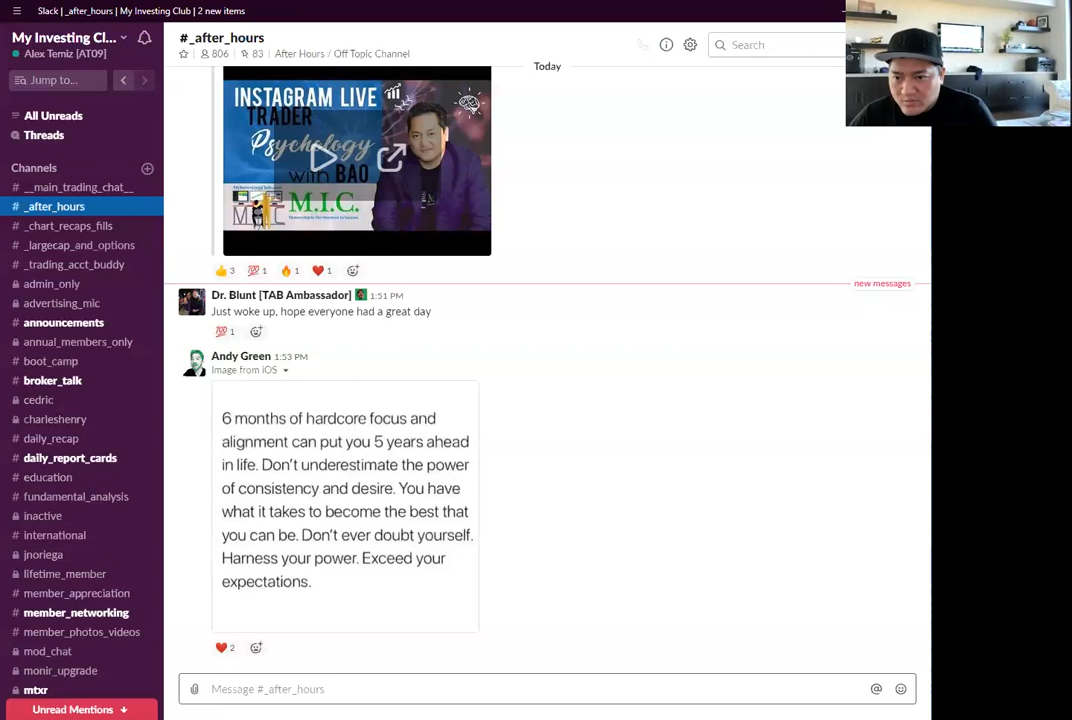 Slack | _after_hours | My Investing Club | 2 new items
My Investing Cl...
Alex Temiz [AT09]
Jump to...
All Unreads
Threads
Channels
# __main_trading_chat__
# _after_hours
# _chart_recaps_fills
# _largecap_and_options
# _trading_acct_buddy
admin_only
# advertising_mic
# announcements
annual_members_only
# boot_camp
# broker_talk
cedric
charleshenry
# daily_recap
# daily_report_cards
# education
# fundamental_analysis
inactive
# international
jnoriega
lifetime_member
# member_appreciation
# member_networking
# member_photos_videos
mod_chat
monir_upgrade
# mtxr
Unread Mentions
#_after_hours
806
83
After Hours / Off Topic Channel
Search
Today
INSTAGRAM LIVE
TRADER
Psychology
with BAO
M.I.C.
MIC
3
💯 1
1
1
new messages
Dr. Blunt [TAB Ambassador] 1:51 PM
Just woke up, hope everyone had a great day
💯 1
Andy Green 1:53 PM
Image from iOS
6 months of hardcore focus and
alignment can put you 5 years ahead
in life. Don't underestimate the power
of consistency and desire. You have
what it takes to become the best that
you can be. Don't ever doubt yourself.
Harness your power. Exceed your
expectations.
2
Message #_after_hours
@